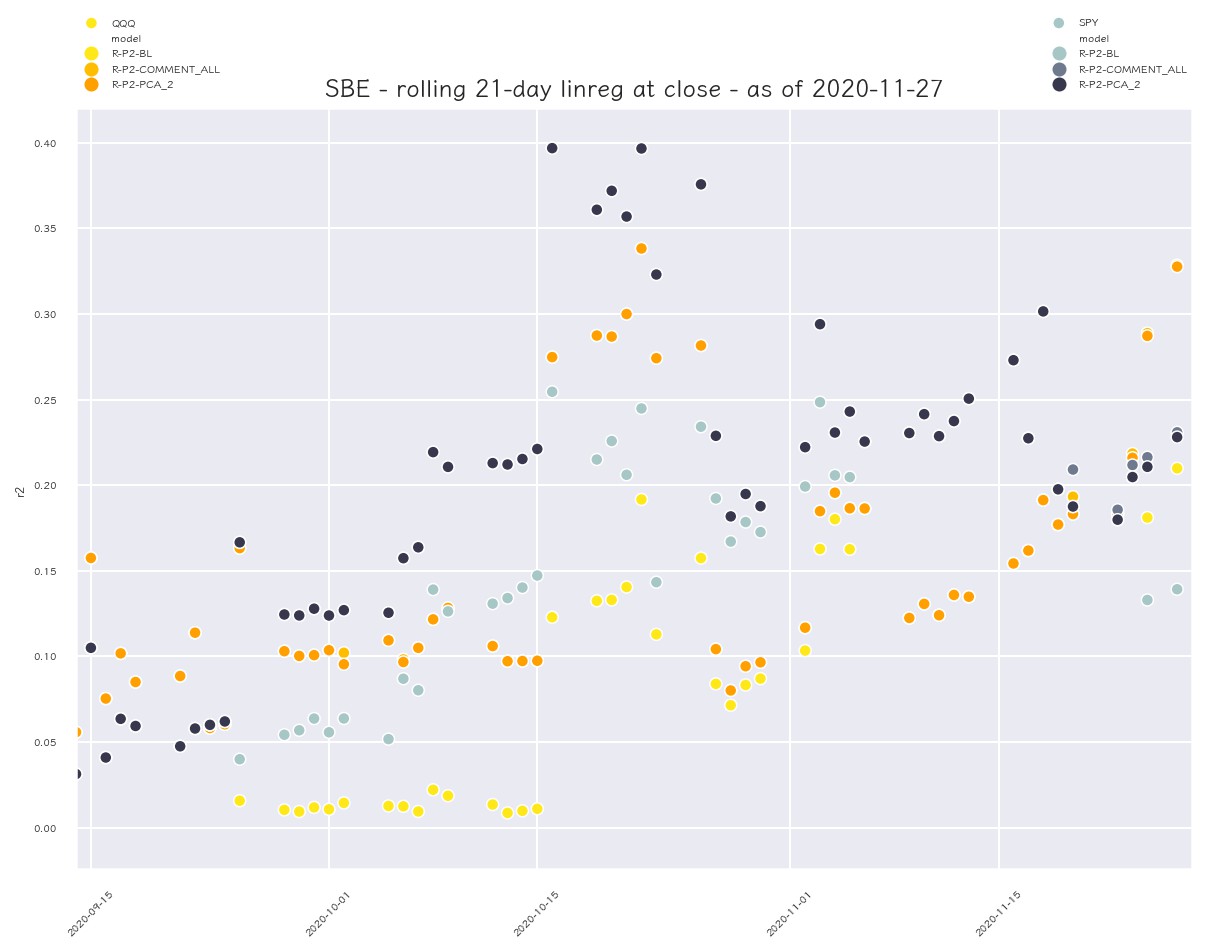 QQQ
model
R-P2-BL
R-P2-COMMENT_ALL
R-P2-PCA_2
SPY
model
R-P2-BL
R-P2-COMMENT_ALL
R-P2-PCA_2
SBE - rolling 21-day linreg at close - as of 2020-11-27
r2
0.40
0.35
0.30
0.25
0.20
0.15
0.10
0.05
0.00
2020-09-15
2020-10-01
2020-10-15
2020-11-01
2020-11-15